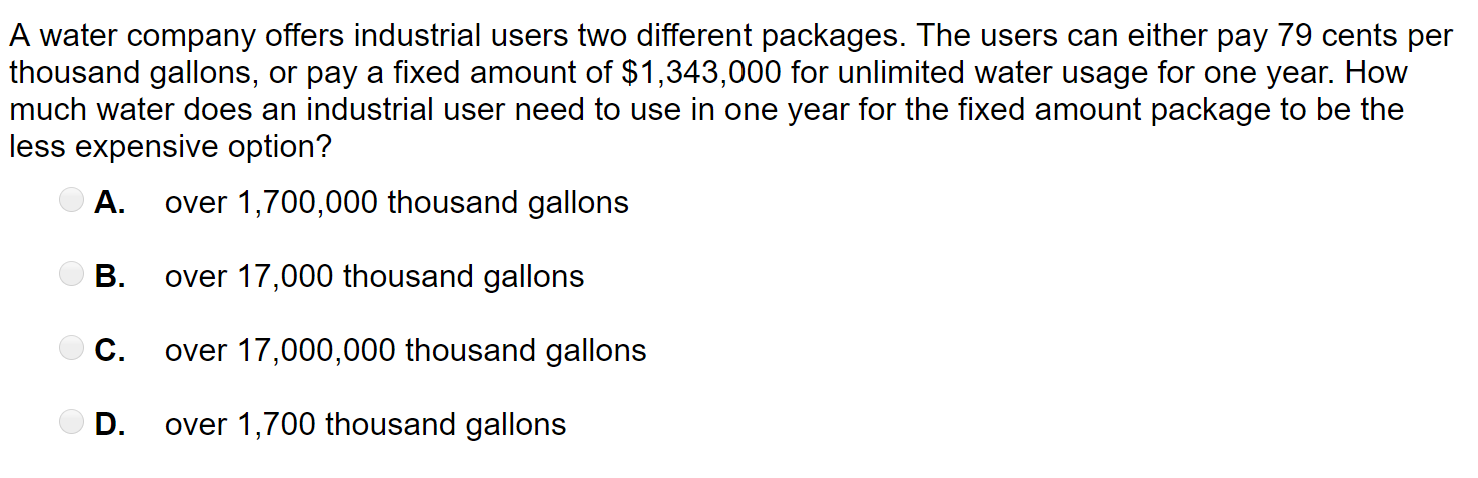 A water company offers industrial users two different packages. The users can either pay 79 cents per
thousand gallons, or pay a fixed amount of $1,343,000 for unlimited water usage for one year. How
much water does an industrial user need to use in one year for the fixed amount package to be the
less expensive option?
A. over 1,700,000 thousand gallons
B. over 17,000 thousand gallons
C. over 17,000,000 thousand gallons
D. over 1,700 thousand gallons